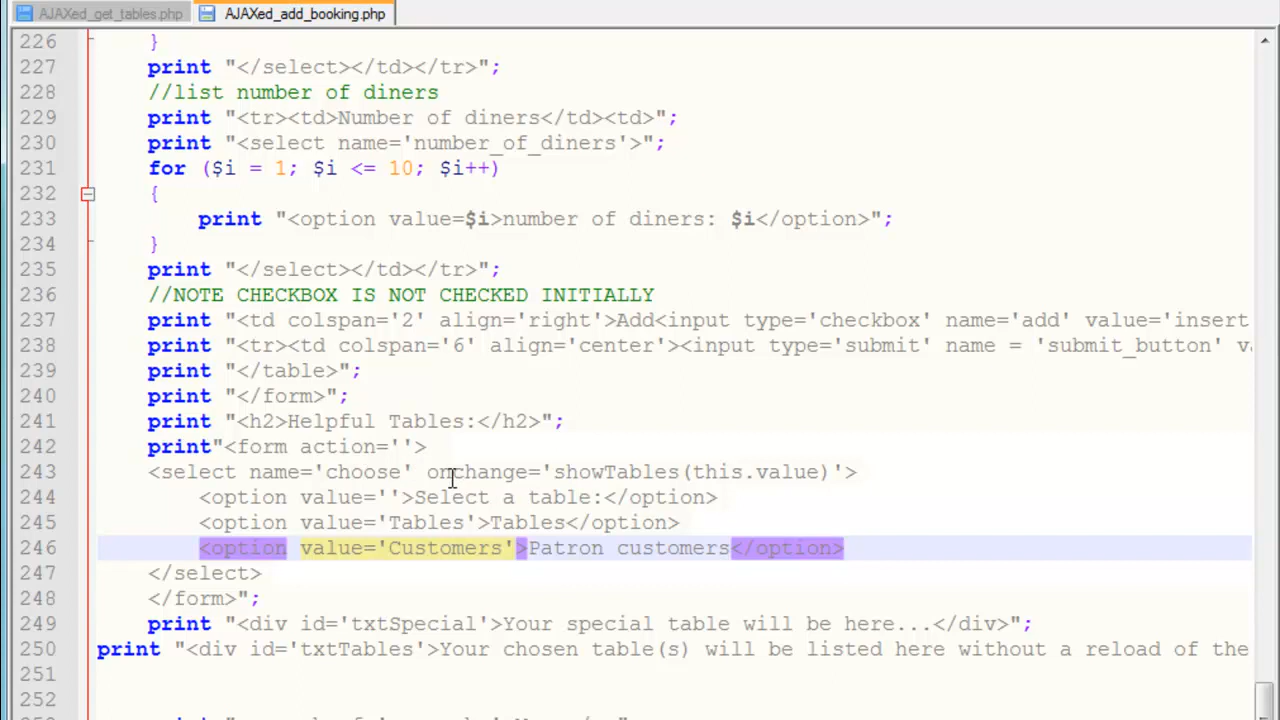 AJAXed_get_tables.php AJAXed_add_booking.php
226 }
227 print "</select></td></tr>";
228 //list number of diners
229 print "<tr><td>Number of diners</td><td>";
230 print "<select name='number_of_diners'>";
231 for ($i = 1; $i <= 10; $i++)
232 {
233 print "<option value=$i>number of diners: $i</option>";
234 }
235 print "</select></td></tr>";
236 //NOTE CHECKBOX IS NOT CHECKED INITIALLY
237 print "<td colspan='2' align='right'>Add<input type='checkbox' name='add' value='insert
238 print "<tr><td colspan='6' align='center'><input type='submit' name = 'submit_button' va
239 print "</table>";
240 print "</form>";
241 print "<h2>Helpful Tables:</h2>";
242 print"<form action=''>
243 <select name='choose' onchange='showTables(this.value)'>
244 <option value=''>Select a table:</option>
245 <option value='Tables'>Tables</option>
246 <option value='Customers'>Patron customers</option>
247 </select>
248 </form>";
249 print "<div id='txtSpecial'>Your special table will be here...</div>";
250 print "<div id='txtTables'>Your chosen table(s) will be listed here without a reload of the
251
252